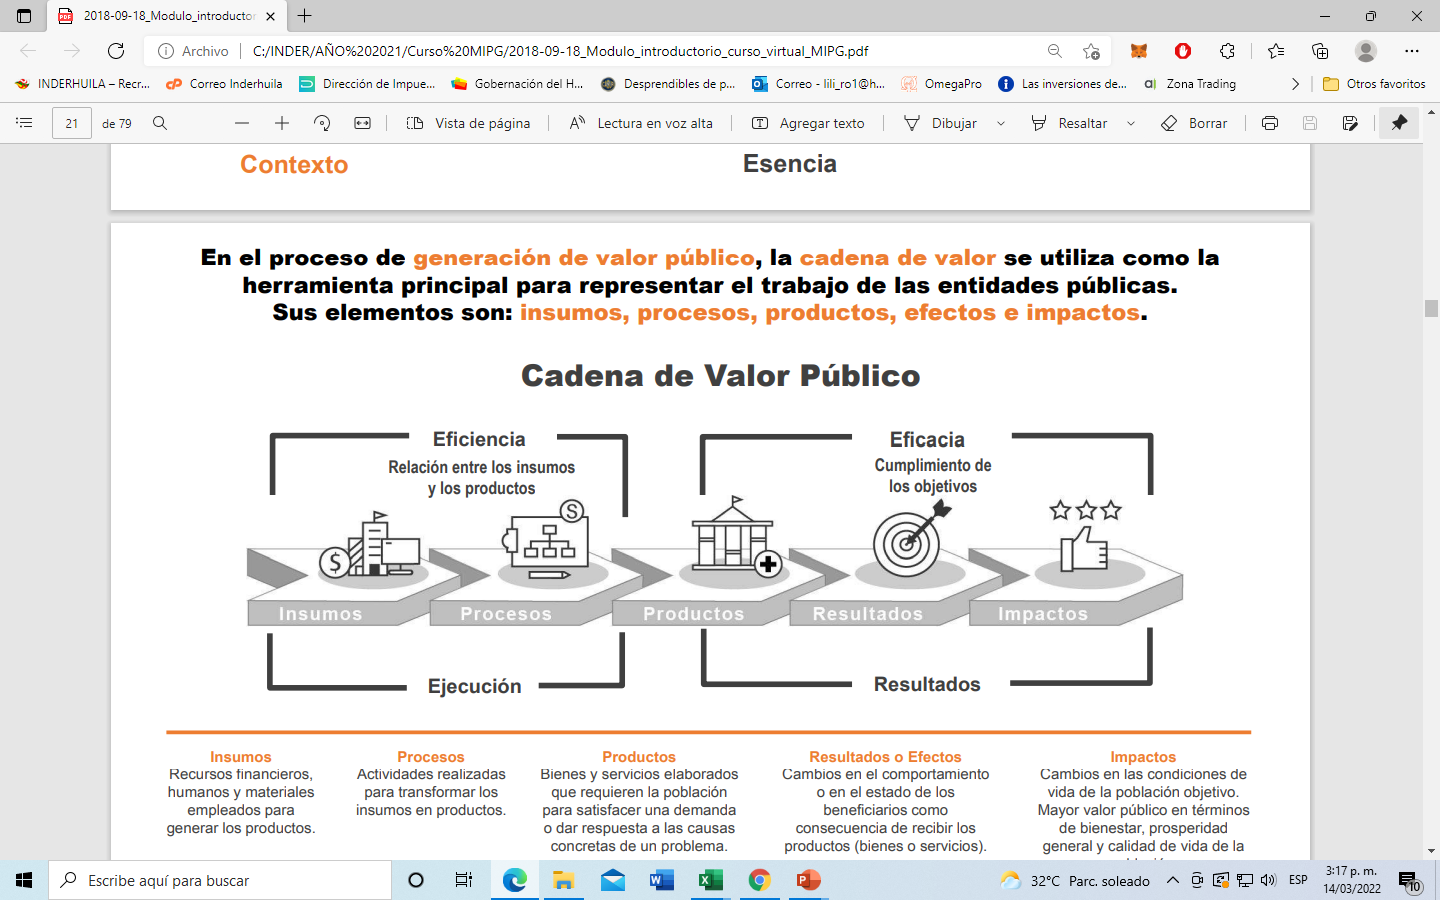 2018-09-18_Modulo_introductor
Archivo C:/INDER/AÑO%202021/Curso%20MIPG/2018-09-18_Modulo_introductorio_curso_virtual_MIPG.pdf
INDERHUILA – Recr... Correo Inderhuila Dirección de Impue... Gobernación del H... Desprendibles de p... Correo - lili_ro1@h... OmegaPro Las inversiones de... Zona Trading Otros favoritos
21 de 79 Vista de página Lectura en voz alta Agregar texto Dibujar Resaltar Borrar
Contexto Esencia
En el proceso de generación de valor público, la cadena de valor se utiliza como la
herramienta principal para representar el trabajo de las entidades públicas.
Sus elementos son: insumos, procesos, productos, efectos e impactos.
Cadena de Valor Público
Eficiencia
Relación entre los insumos
y los productos
Eficacia
Cumplimiento de
los objetivos
Insumos Procesos Productos Resultados Impactos
Ejecución Resultados
Insumos
Recursos financieros,
humanos y materiales
empleados para
generar los productos.
Procesos
Actividades realizadas
para transformar los
insumos en productos.
Productos
Bienes y servicios elaborados
que requieren la población
para satisfacer una demanda
o dar respuesta a las causas
concretas de un problema.
Resultados o Efectos
Cambios en el comportamiento
o en el estado de los
beneficiarios como
consecuencia de recibir los
productos (bienes o servicios).
Impactos
Cambios en las condiciones de
vida de la población objetivo.
Mayor valor público en términos
de bienestar, prosperidad
general y calidad de vida de la
Escribe aquí para buscar
32°C Parc. soleado
ESP
3:17 p. m.
14/03/2022
10